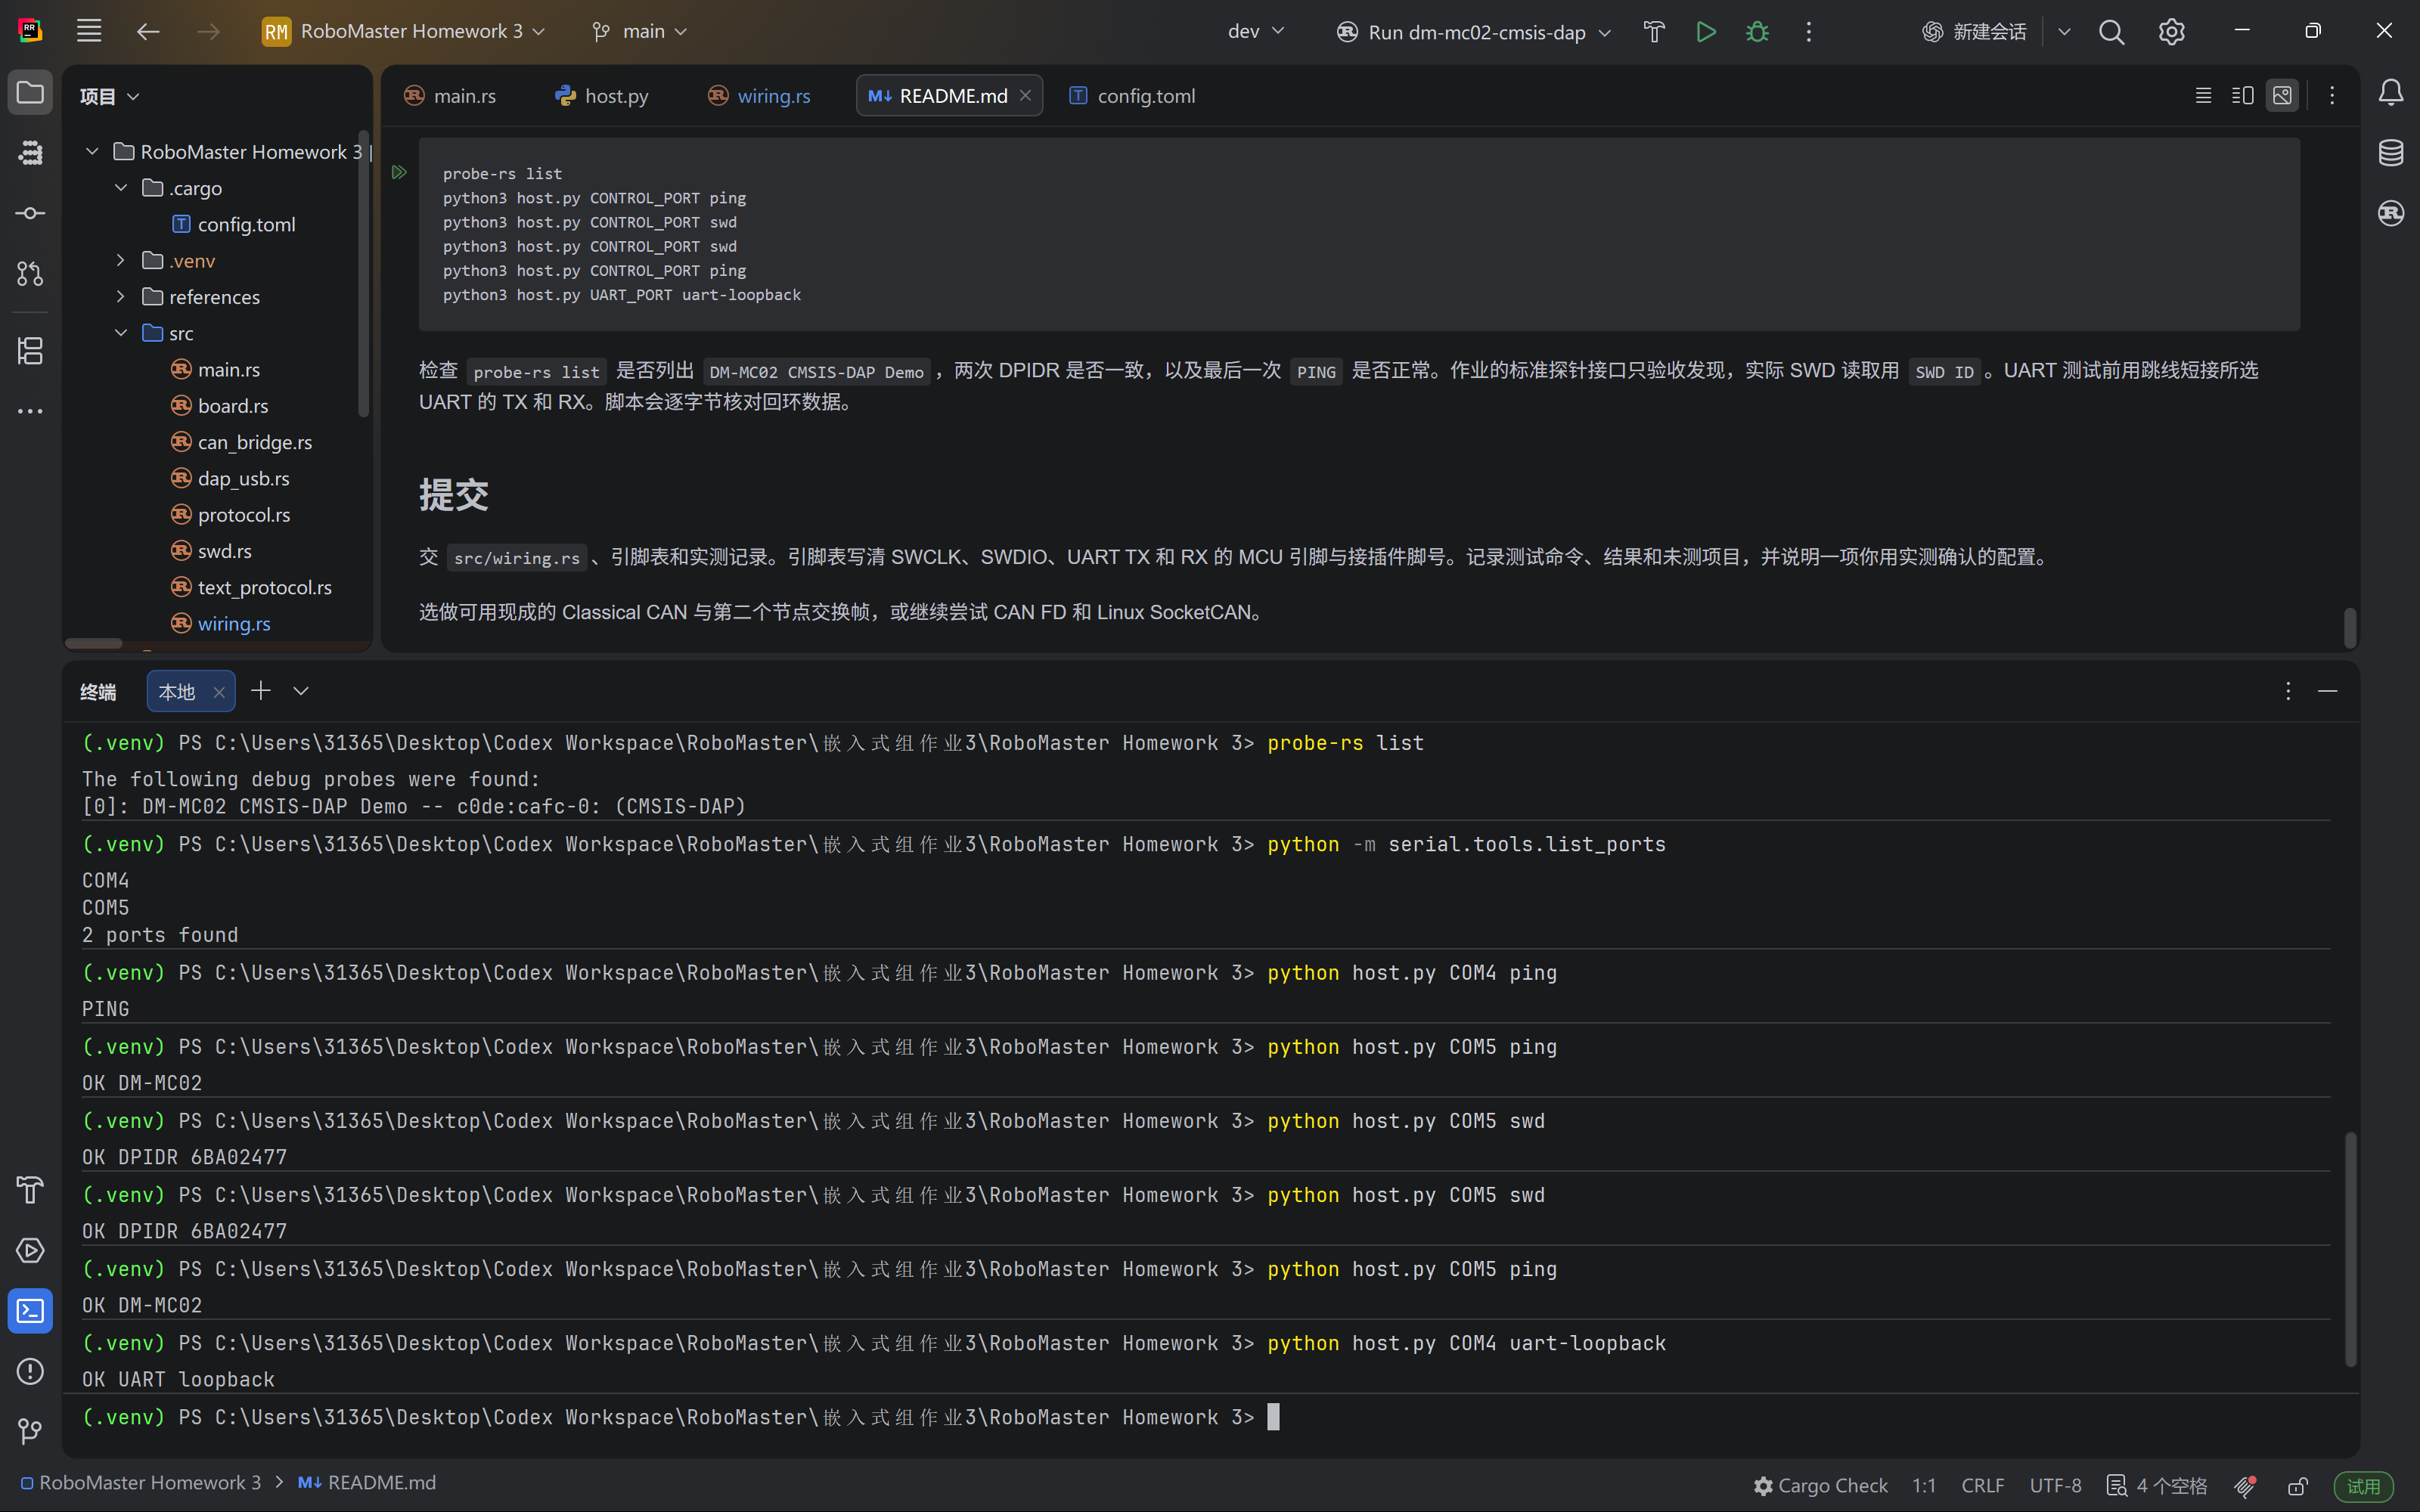 RR
RM RoboMaster Homework 3
main
dev
Run dm-mc02-cmsis-dap
新建会话
项目
RoboMaster Homework 3
.cargo
config.toml
.venv
references
src
main.rs
board.rs
can_bridge.rs
dap_usb.rs
protocol.rs
swd.rs
text_protocol.rs
wiring.rs
main.rs
host.py
wiring.rs
M↓ README.md
config.toml
probe-rs list
python3 host.py CONTROL_PORT ping
python3 host.py CONTROL_PORT swd
python3 host.py CONTROL_PORT swd
python3 host.py CONTROL_PORT ping
python3 host.py UART_PORT uart-loopback
检查 probe-rs list 是否列出 DM-MC02 CMSIS-DAP Demo ，两次 DPIDR 是否一致，以及最后一次 PING 是否正常。作业的标准探针接口只验收发现，实际 SWD 读取用 SWD ID 。UART 测试前用跳线短接所选
UART 的 TX 和 RX。脚本会逐字节核对回环数据。
提交
交 src/wiring.rs 、引脚表和实测记录。引脚表写清 SWCLK、SWDIO、UART TX 和 RX 的 MCU 引脚与接插件脚号。记录测试命令、结果和未测项目，并说明一项你用实测确认的配置。
选做可用现成的 Classical CAN 与第二个节点交换帧，或继续尝试 CAN FD 和 Linux SocketCAN。
终端
本地
(.venv) PS C:\Users\31365\Desktop\Codex Workspace\RoboMaster\嵌入式组作业3\RoboMaster Homework 3> probe-rs list
The following debug probes were found:
[0]: DM-MC02 CMSIS-DAP Demo -- c0de:cafc-0: (CMSIS-DAP)
(.venv) PS C:\Users\31365\Desktop\Codex Workspace\RoboMaster\嵌入式组作业3\RoboMaster Homework 3> python -m serial.tools.list_ports
COM4
COM5
2 ports found
(.venv) PS C:\Users\31365\Desktop\Codex Workspace\RoboMaster\嵌入式组作业3\RoboMaster Homework 3> python host.py COM4 ping
PING
(.venv) PS C:\Users\31365\Desktop\Codex Workspace\RoboMaster\嵌入式组作业3\RoboMaster Homework 3> python host.py COM5 ping
OK DM-MC02
(.venv) PS C:\Users\31365\Desktop\Codex Workspace\RoboMaster\嵌入式组作业3\RoboMaster Homework 3> python host.py COM5 swd
OK DPIDR 6BA02477
(.venv) PS C:\Users\31365\Desktop\Codex Workspace\RoboMaster\嵌入式组作业3\RoboMaster Homework 3> python host.py COM5 swd
OK DPIDR 6BA02477
(.venv) PS C:\Users\31365\Desktop\Codex Workspace\RoboMaster\嵌入式组作业3\RoboMaster Homework 3> python host.py COM5 ping
OK DM-MC02
(.venv) PS C:\Users\31365\Desktop\Codex Workspace\RoboMaster\嵌入式组作业3\RoboMaster Homework 3> python host.py COM4 uart-loopback
OK UART loopback
(.venv) PS C:\Users\31365\Desktop\Codex Workspace\RoboMaster\嵌入式组作业3\RoboMaster Homework 3>
RoboMaster Homework 3 > M↓ README.md
Cargo Check 1:1 CRLF UTF-8 4 个空格 试用